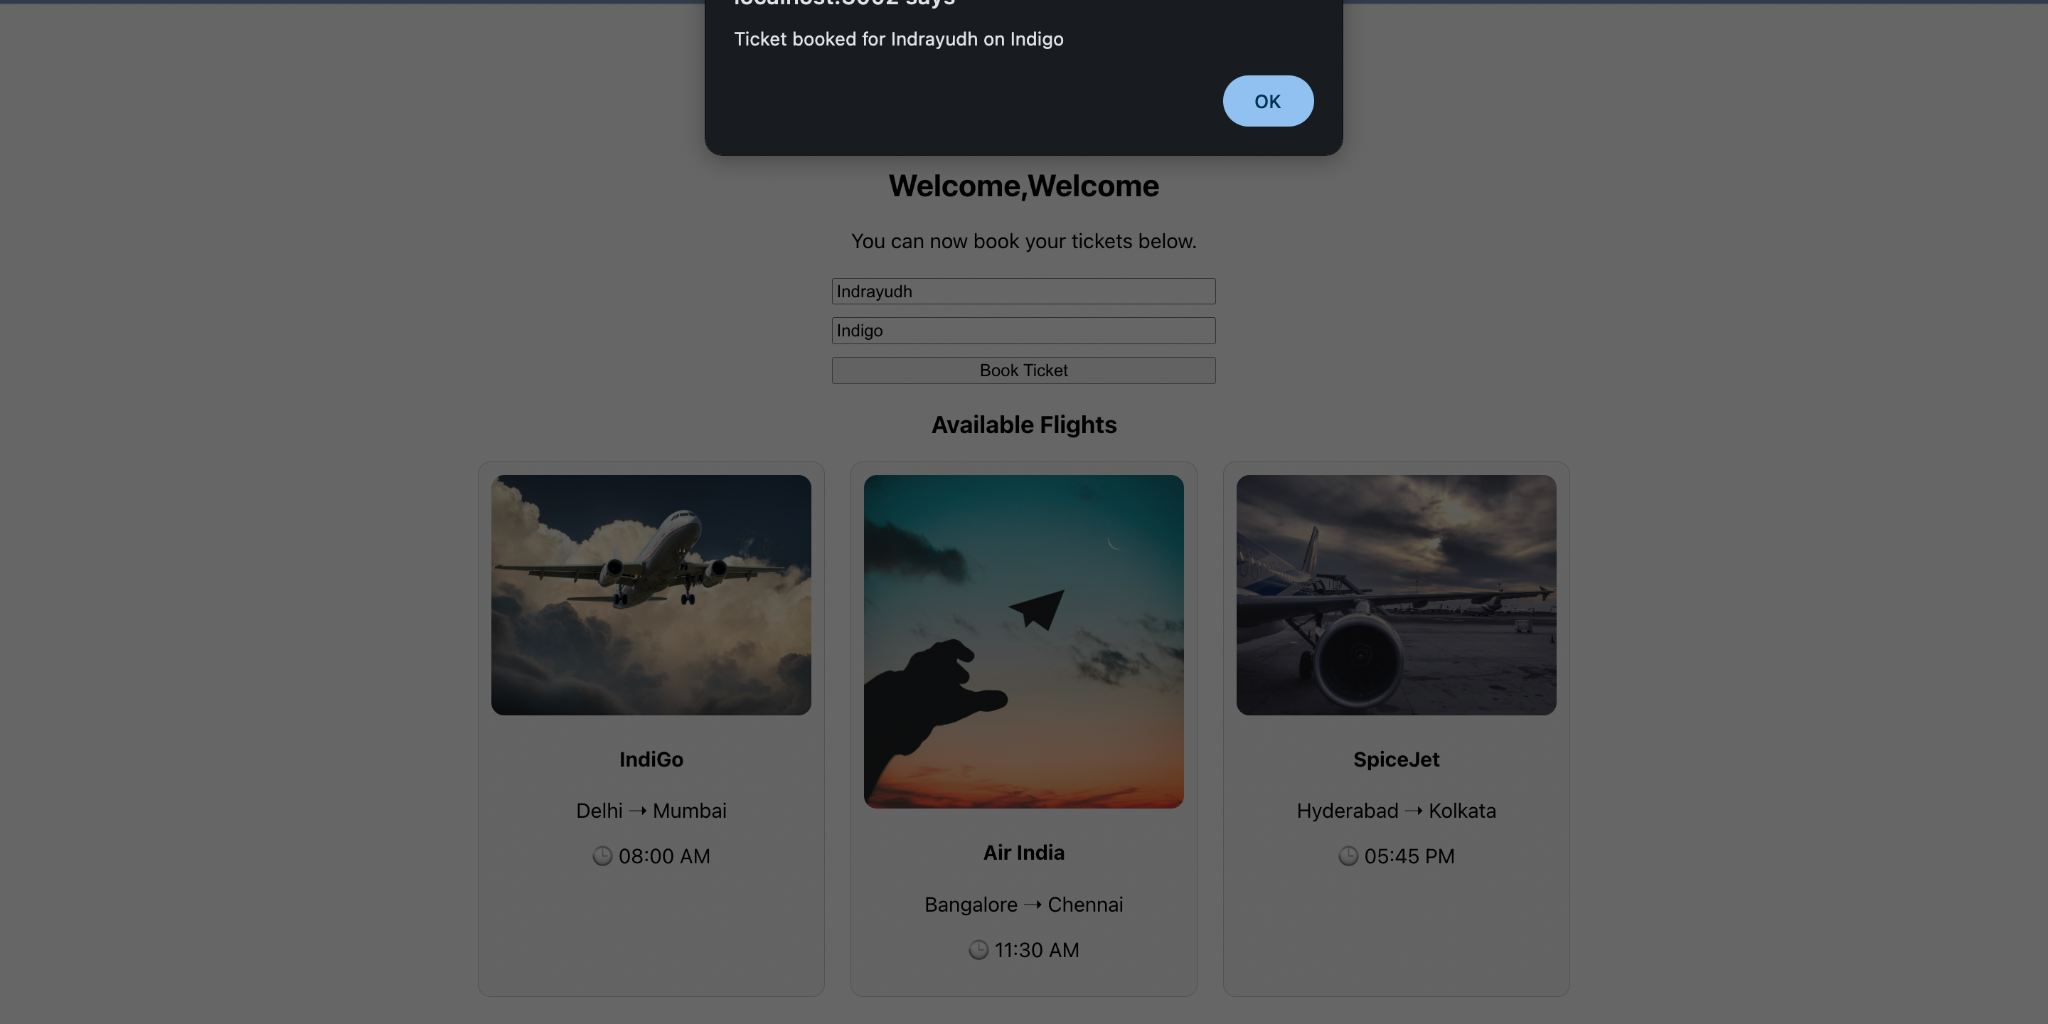 says
Ticket booked for Indrayudh on Indigo
OK
Welcome,Welcome
You can now book your tickets below.
Indrayudh
Indigo
Book Ticket
Available Flights
IndiGo
Delhi → Mumbai
🕒 08:00 AM
Air India
Bangalore → Chennai
🕒 11:30 AM
SpiceJet
Hyderabad → Kolkata
🕒 05:45 PM